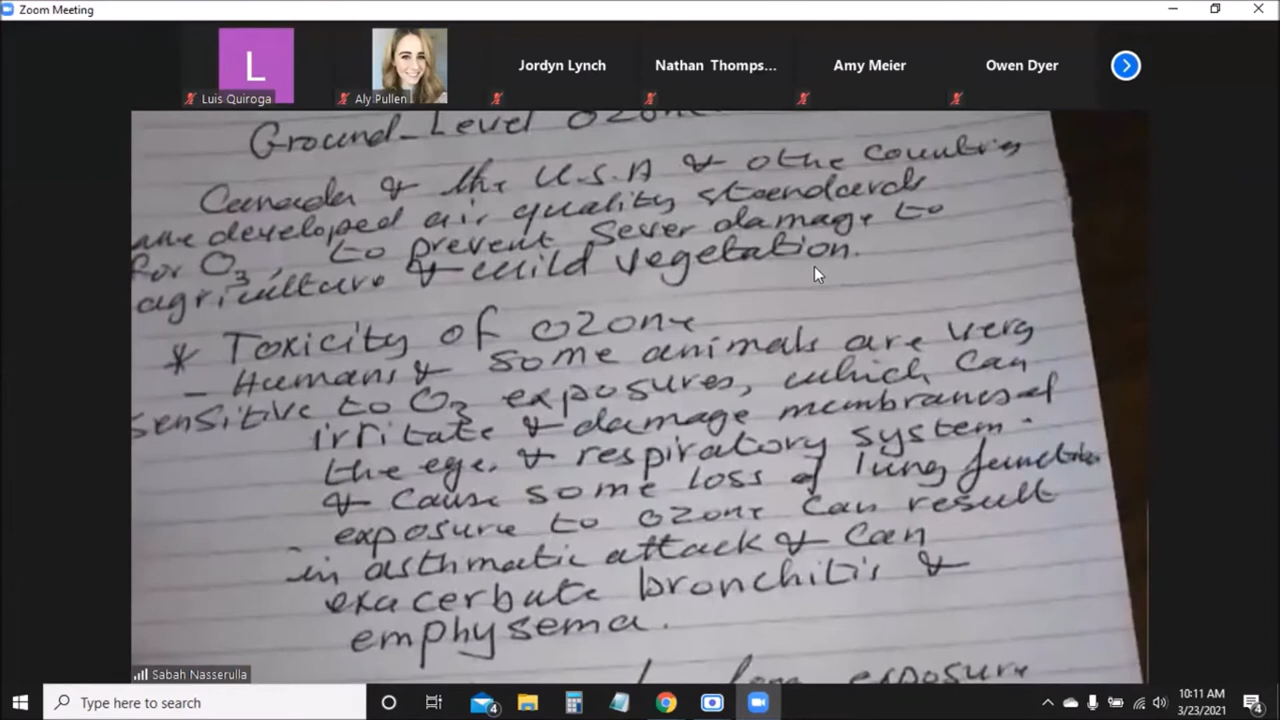 Zoom Meeting
L
Luis Quiroga
Aly Pullen
Jordyn Lynch
Nathan Thomps...
Amy Meier
Owen Dyer
Ground-Level Ozone
Canada & the U.S.A & othe countries
are developed air quality standards
for O3, to prevent sever damage to
agriculture & wild vegetation.
* Toxicity of Ozone
- Humans & some animals are very
sensitive to O3 exposures, which can
irritate & damage membranes of
the eye, & respiratory system.
& cause some loss of lung function
- exposure to ozone can result
in asthmatic attack & can
exacerbate bronchitis &
emphysema.
exposure
Sabah Nasserulla
Type here to search
4
10:11 AM
3/23/2021
4